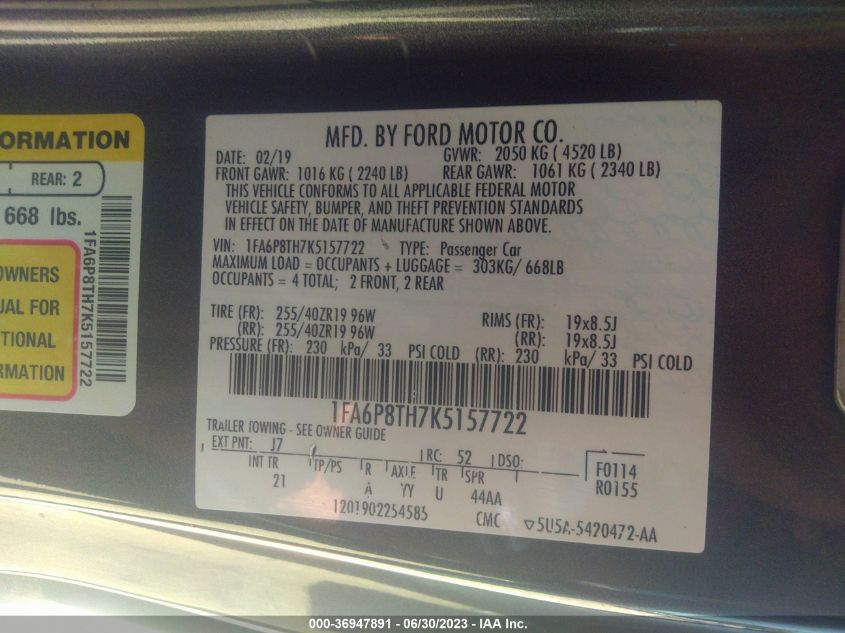 ORMATION
REAR: 2
668 lbs.
1FA6P8TH7K5157722
OWNERS
UAL FOR
TIONAL
RMATION
MFD. BY FORD MOTOR CO.
DATE: 02/19 GVWR: 2050 KG ( 4520 LB)
FRONT GAWR: 1016 KG ( 2240 LB) REAR GAWR: 1061 KG ( 2340 LB)
THIS VEHICLE CONFORMS TO ALL APPLICABLE FEDERAL MOTOR
VEHICLE SAFETY, BUMPER, AND THEFT PREVENTION STANDARDS
IN EFFECT ON THE DATE OF MANUFACTURE SHOWN ABOVE.
VIN: 1FA6P8TH7K5157722 TYPE: Passenger Car
MAXIMUM LOAD = OCCUPANTS + LUGGAGE = 303KG/ 668LB
OCCUPANTS = 4 TOTAL; 2 FRONT, 2 REAR
TIRE (FR): 255/40ZR19 96W RIMS (FR): 19x8.5J
(RR): 255/40ZR19 96W (RR): 19x8.5J
PRESSURE (FR): 230 kPa/ 33 PSI COLD (RR): 230 kPa/ 33 PSI COLD
1FA6P8TH7K5157722
TRAILER TOWING - SEE OWNER GUIDE
EXT PNT: J7 RC: 52 DSO: F0114
INT TR TP/PS R AXLE TR SPR R0155
21 A YY U 44AA
1201902254585 CMC 5U5A-5420472-AA
000-36947891 - 06/30/2023 - IAA Inc.